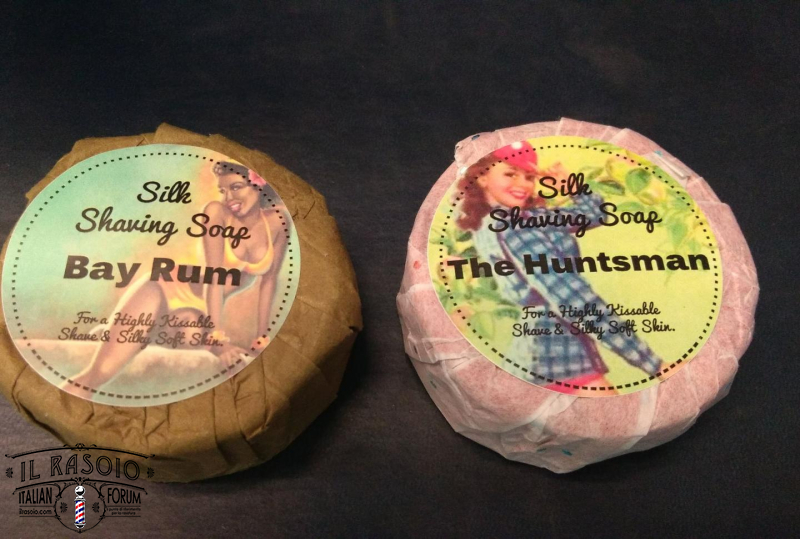 Silk
Shaving Soap
Bay Rum
For a Highly Kissable
Shave & Silky Soft Skin.
Silk
Shaving Soap
The Huntsman
For a Highly Kissable
Shave & Silky Soft Skin.
IL RASOIO
ITALIAN FORUM
ilrasoio.com